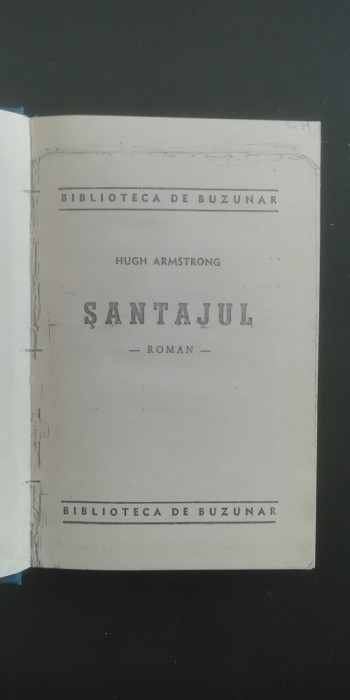 BIBLIOTECA DE BUZUNAR
HUGH ARMSTRONG
ŞANTAJUL
— ROMAN —
BIBLIOTECA DE BUZUNAR